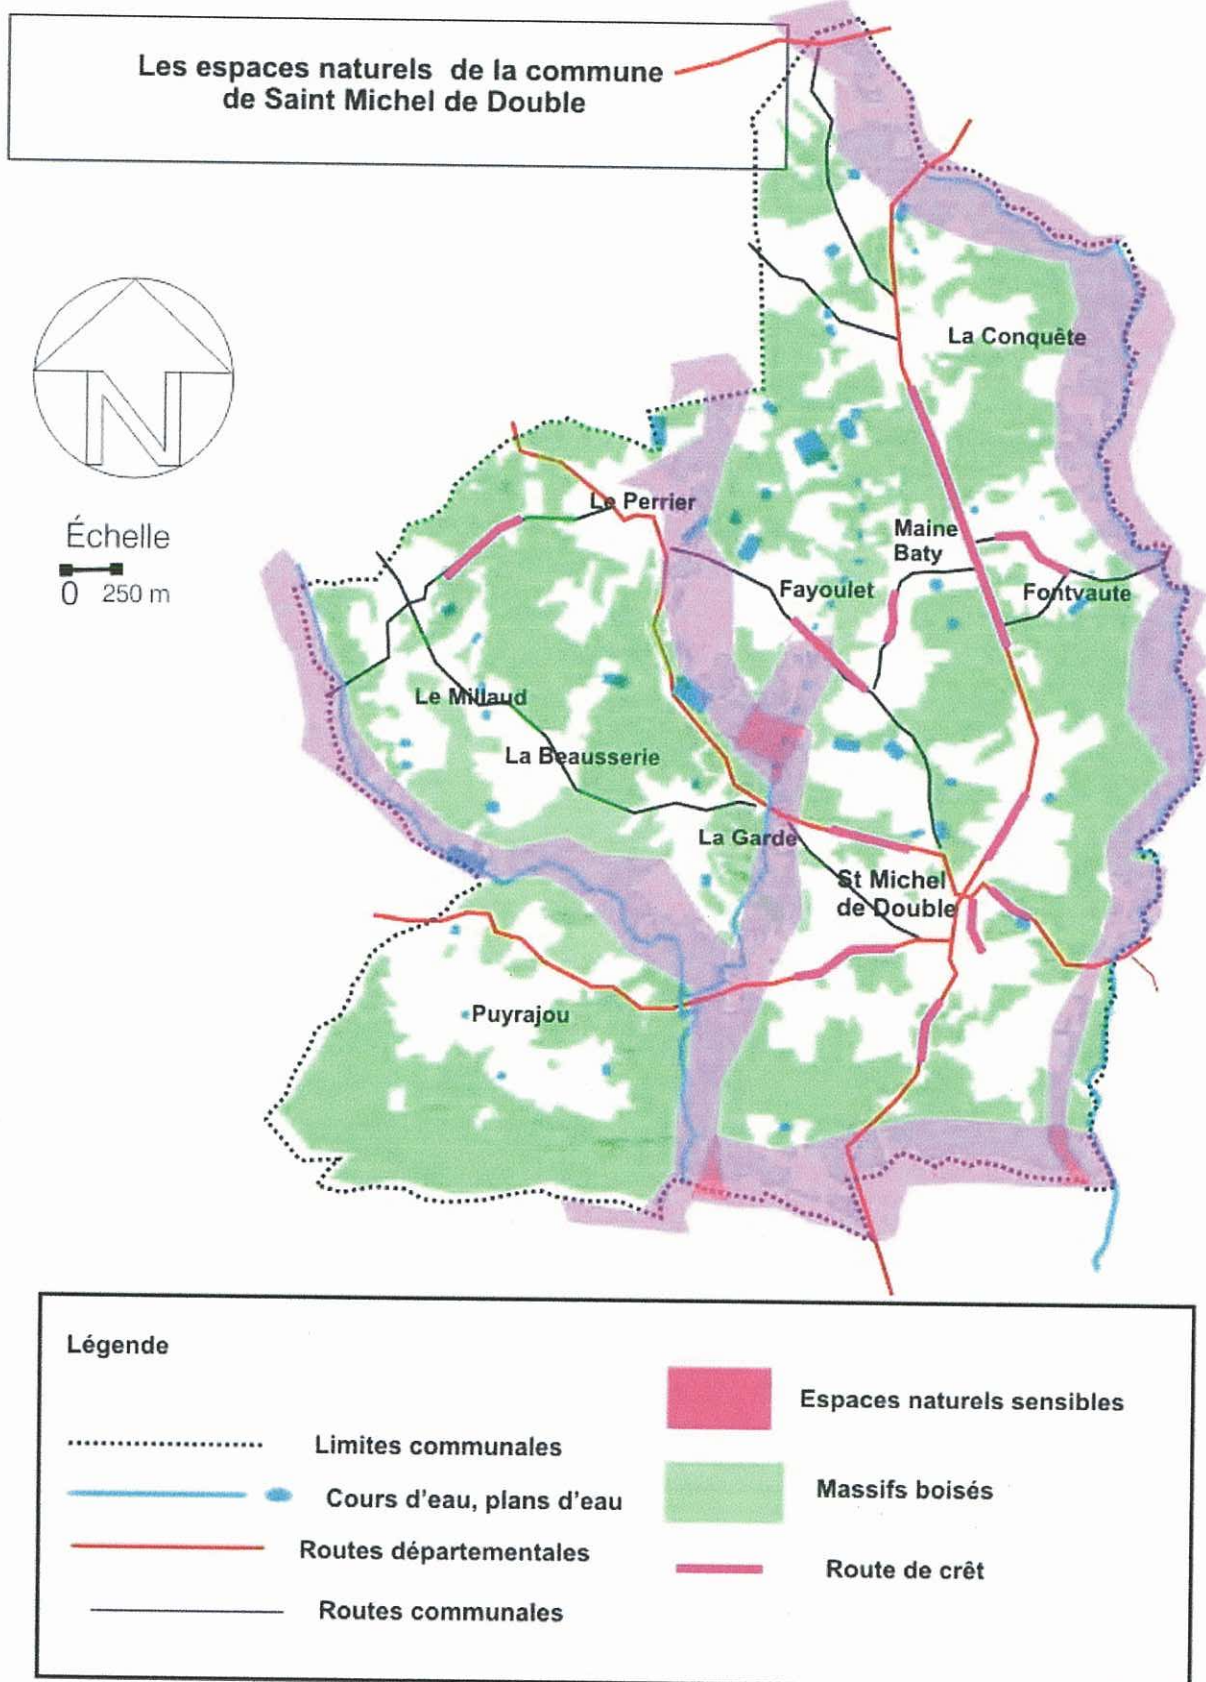 Les espaces naturels de la commune
de Saint Michel de Double
N
Échelle
0 250 m
La Conquête
Le Perrier
Maine
Baty
Fayoulet
Fontvaute
Le Millaud
La Beausserie
La Garde
St Michel
de Double
Puyrajou
Légende
Limites communales
Cours d'eau, plans d'eau
Routes départementales
Routes communales
Espaces naturels sensibles
Massifs boisés
Route de crêt